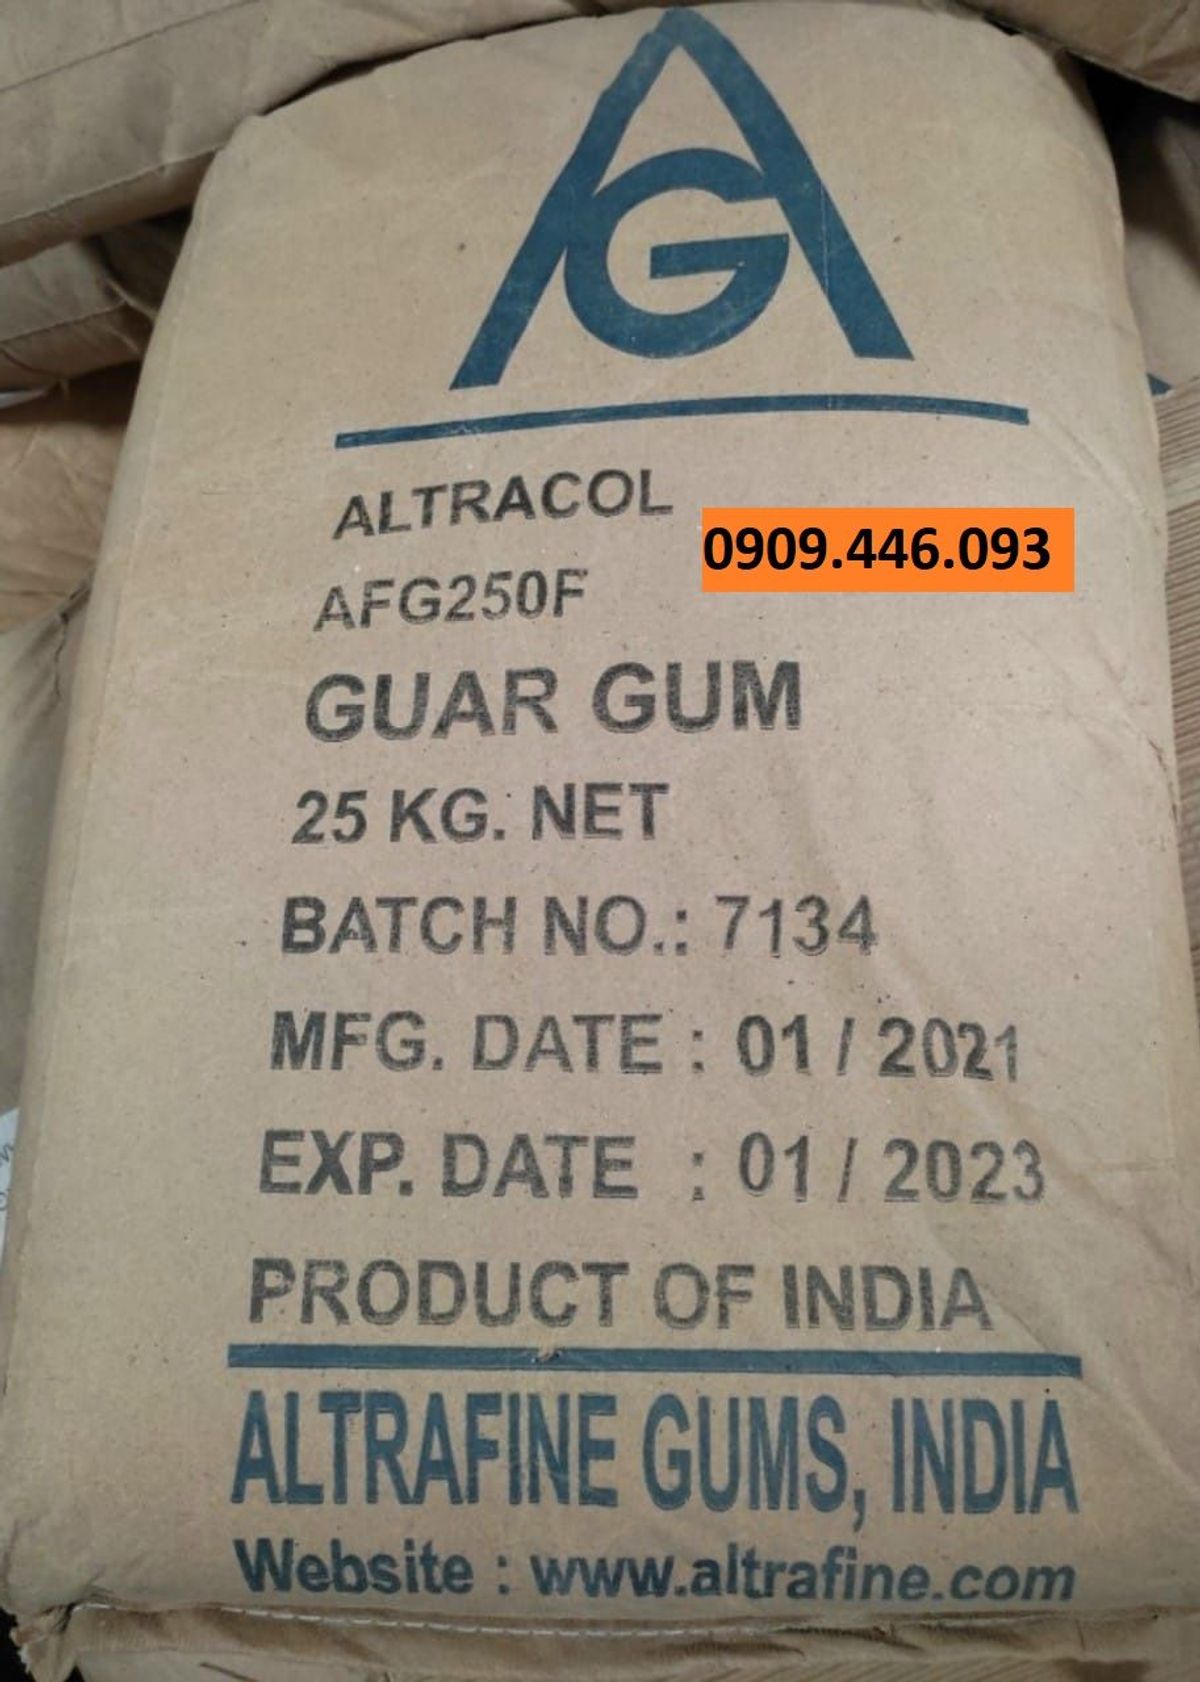 AG
ALTRACOL
0909.446.093
AFG250F
GUAR GUM
25 KG. NET
BATCH NO.: 7134
MFG. DATE : 01 / 2021
EXP. DATE : 01 / 2023
PRODUCT OF INDIA
ALTRAFINE GUMS, INDIA
Website : www.altrafine.com